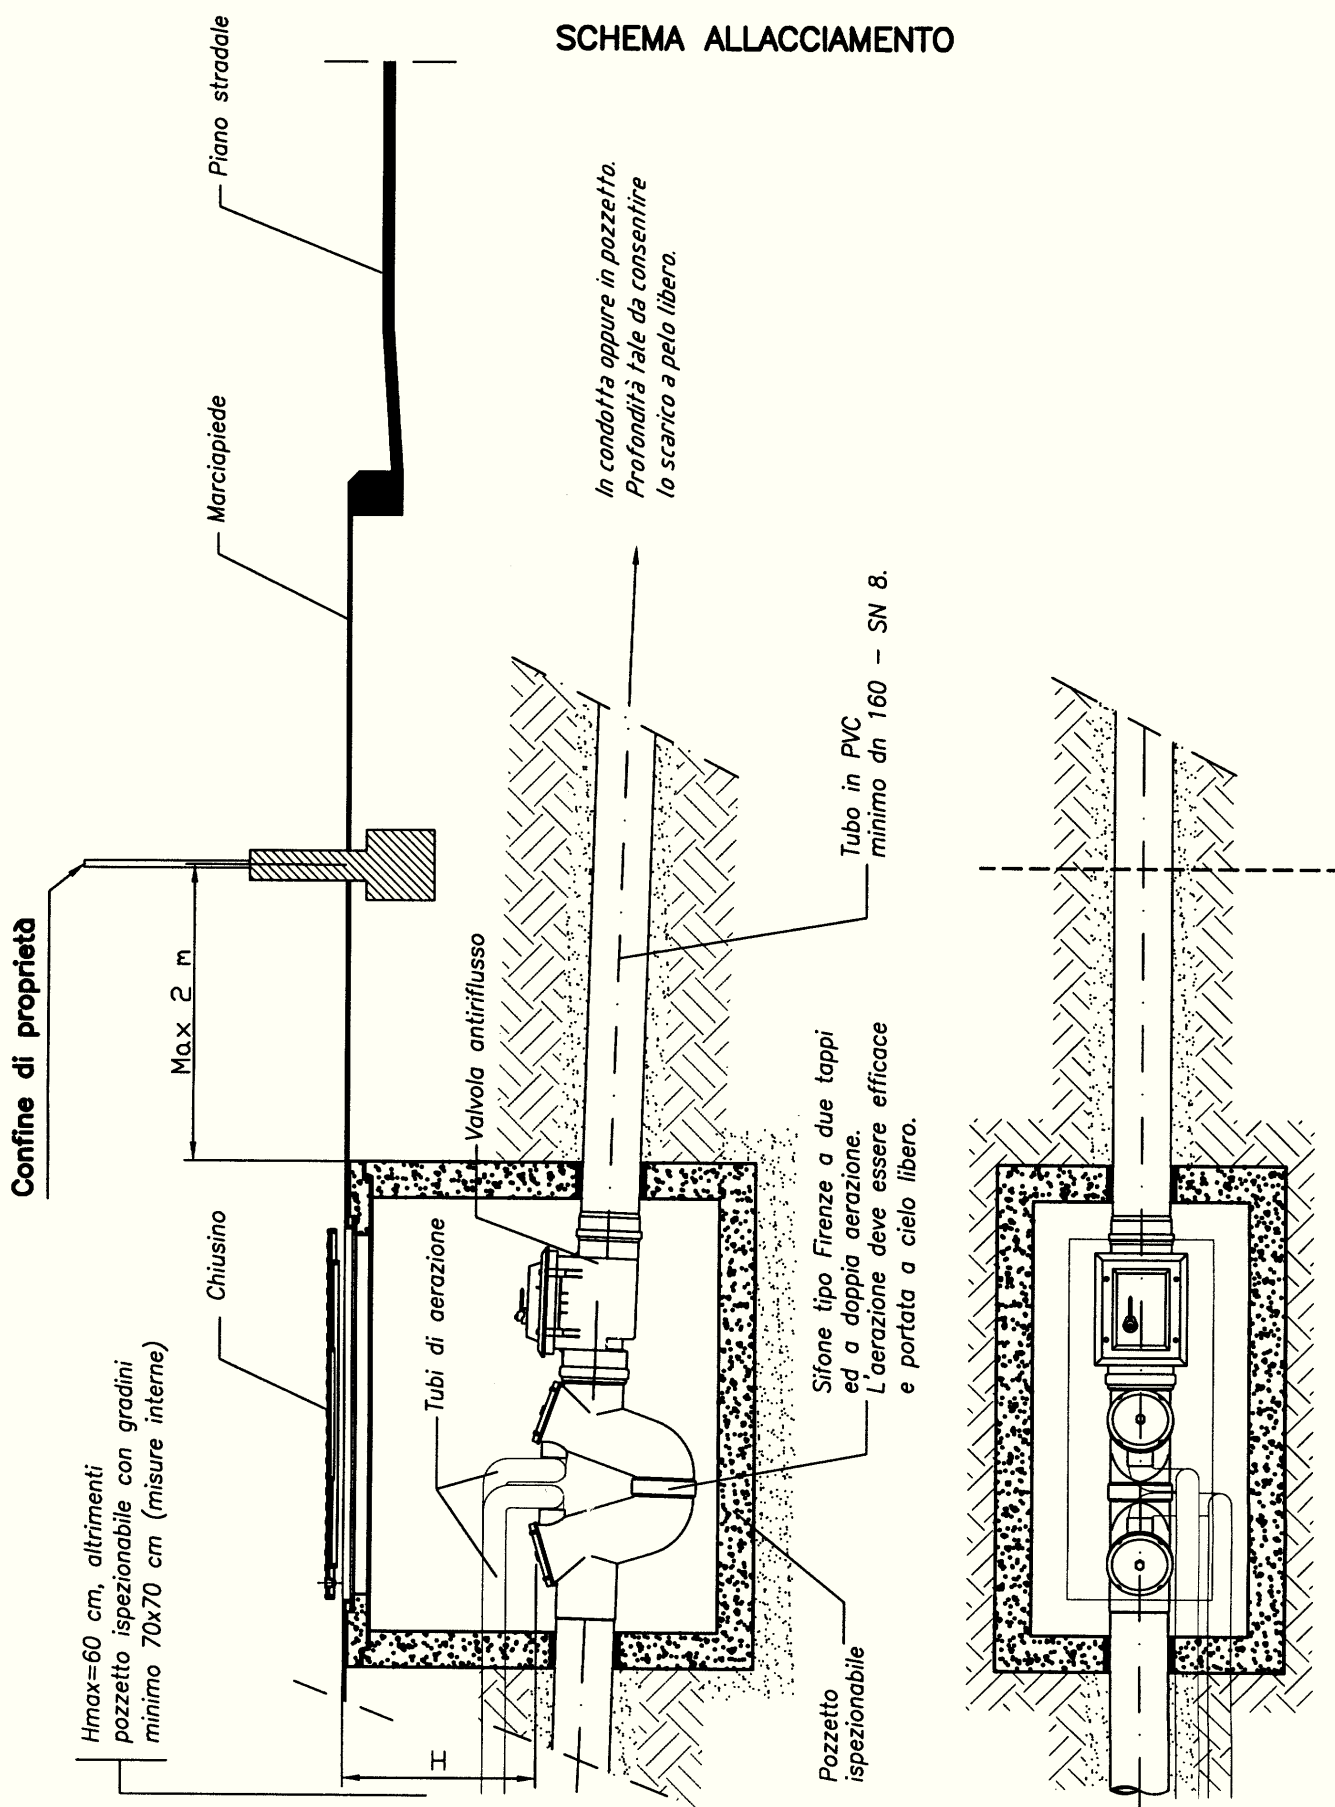 SCHEMA ALLACCIAMENTO
Confine di proprietà
Max 2 m
Hmax=60 cm, altrimenti
pozzetto ispezionabile con gradini
minimo 70x70 cm (misure interne)
Chiusino
Marciapiede
Piano stradale
H
Tubi di aerazione
Valvola antiriflusso
In condotta oppure in pozzetto.
Profondità tale da consentire
lo scarico a pelo libero.
Pozzetto
ispezionabile
Sifone tipo Firenze a due tappi
ed a doppia aerazione.
L'aerazione deve essere efficace
e portata a cielo libero.
Tubo in PVC
minimo dn 160 – SN 8.